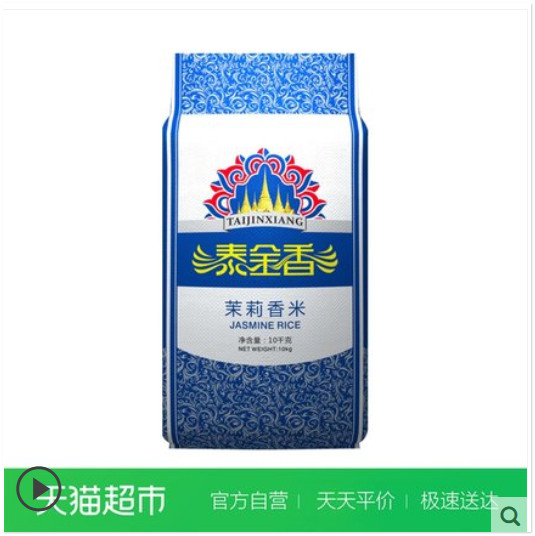 TAIJINXIANG
泰金香
茉莉香米
JASMINE RICE
净含量：10千克
NET WEIGHT:10kg
天猫超市 官方自营 | 天天平价 | 极速送达